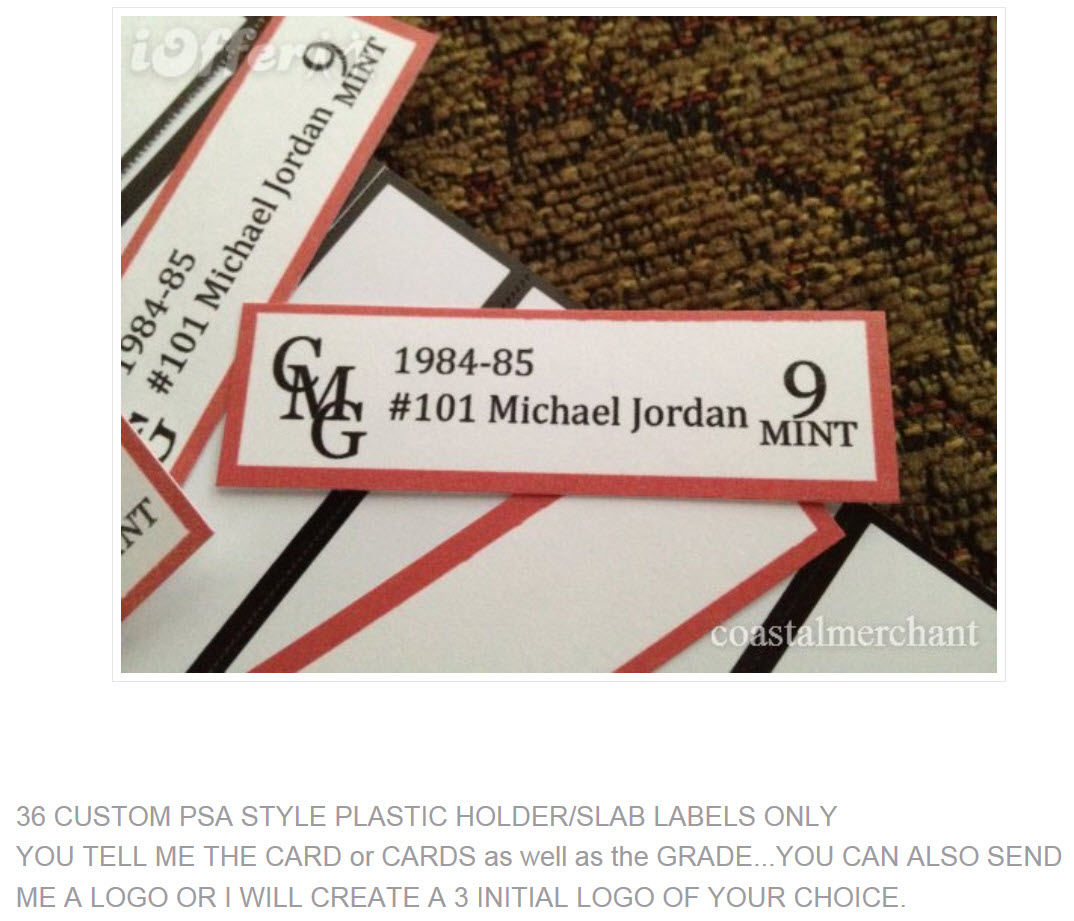 iOffer
9
MINT
1984-85
#101 Michael Jordan
G
NT
CMG
1984-85
#101 Michael Jordan
9
MINT
coastalmerchant
36 CUSTOM PSA STYLE PLASTIC HOLDER/SLAB LABELS ONLY
YOU TELL ME THE CARD or CARDS as well as the GRADE...YOU CAN ALSO SEND
ME A LOGO OR I WILL CREATE A 3 INITIAL LOGO OF YOUR CHOICE.